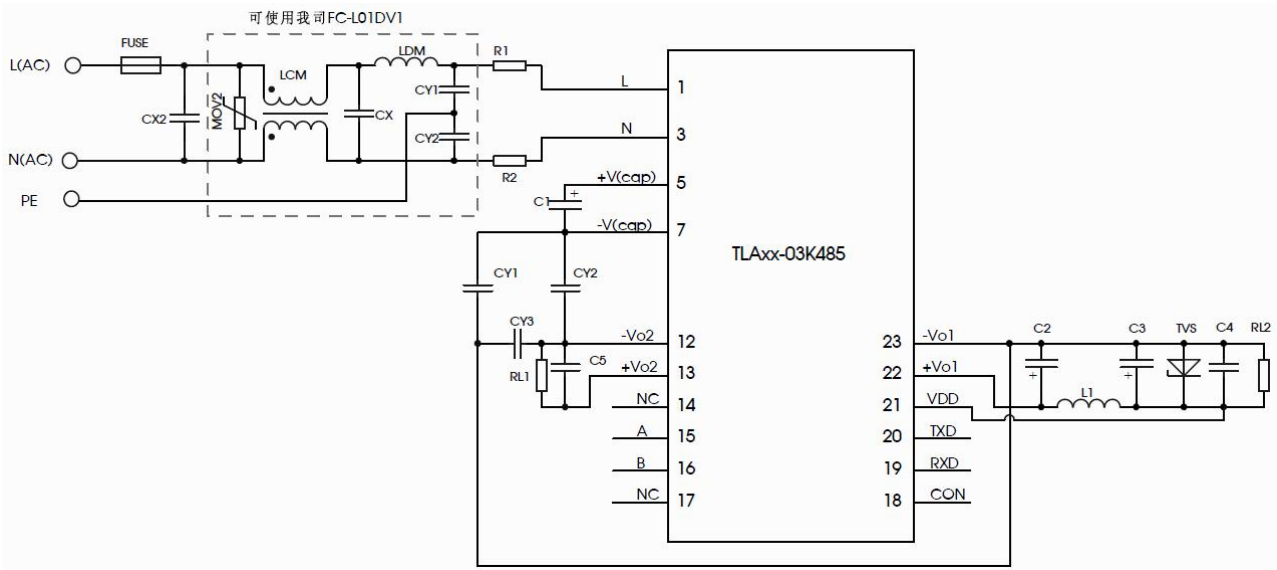 可使用我司FC-L01DV1
FUSE
L(AC)
LDM
R1
LCM
MOV2
CX2
CX
CY1
CY2
L
1
N
3
N(AC)
R2
PE
+V(cap)
5
C1
+
-V(cap)
7
TLAxx-03K485
CY1
CY2
CY3
-Vo2
12
C5
RL1
+Vo2
13
NC
14
A
15
B
16
NC
17
23
-Vo1
22
+Vo1
21
VDD
20
TXD
19
RXD
18
CON
C2
C3
TVS
C4
RL2
+
+
L1